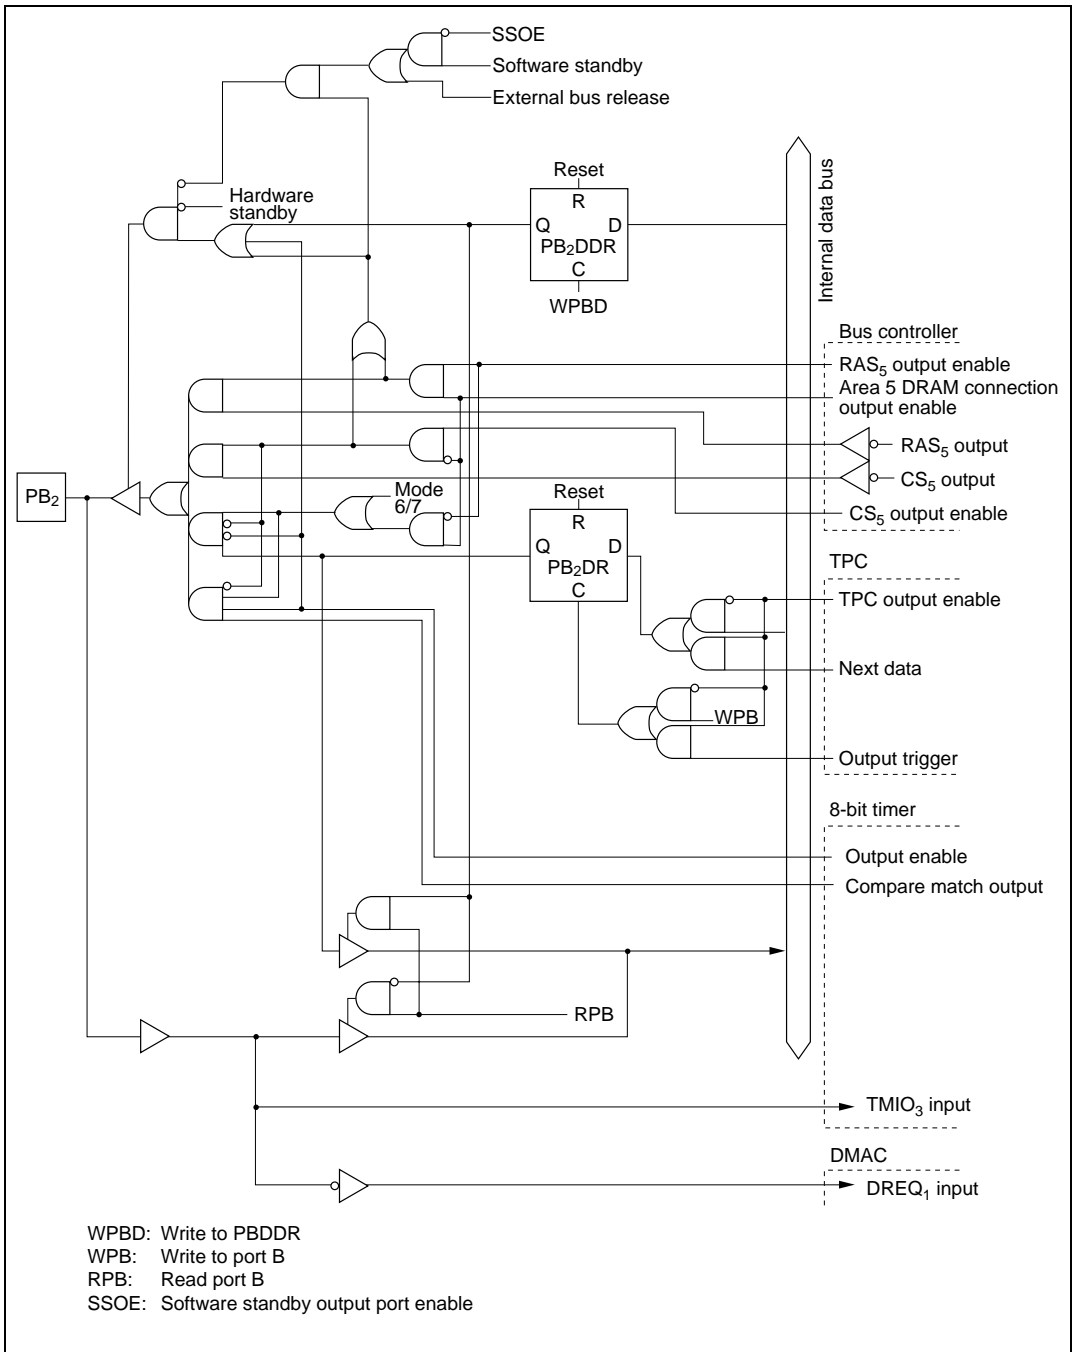 SSOE
Software standby
External bus release
Hardware
standby
Reset
R
Q D
PB₂DDR
C
WPBD
Internal data bus
Bus controller
RAS₅ output enable
Area 5 DRAM connection
output enable
RAS₅ output
CS₅ output
CS₅ output enable
PB₂
Mode
6/7
Reset
R
Q D
PB₂DR
C
TPC
TPC output enable
Next data
WPB
Output trigger
8-bit timer
Output enable
Compare match output
RPB
TMIO₃ input
DMAC
DREQ₁ input
WPBD: Write to PBDDR
WPB: Write to port B
RPB: Read port B
SSOE: Software standby output port enable